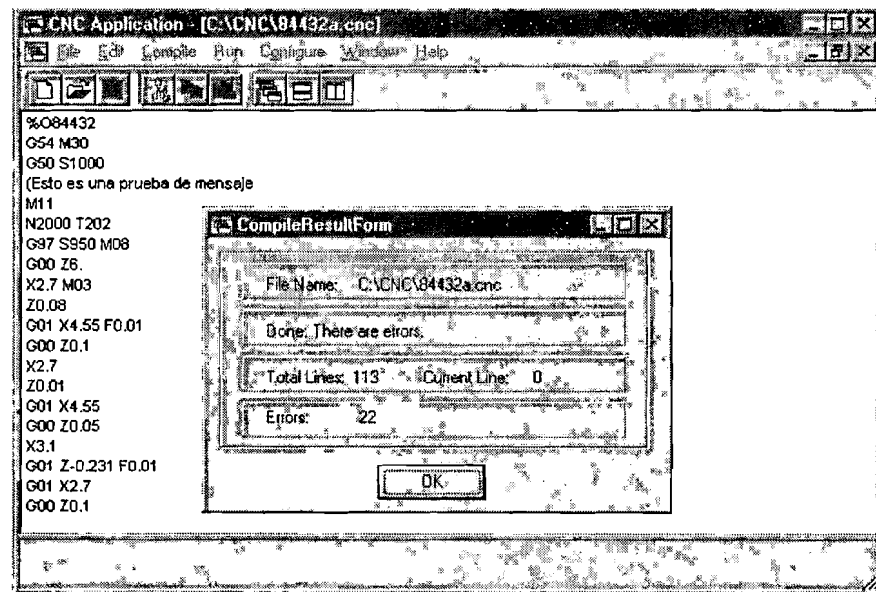 CNC Application - [C:\CNC\84432a.cnc]
File Edit Compile Run Configure Window Help
%O84432
G54 M30
G50 S1000
(Esto es una prueba de mensaje
M11
N2000 T202
G97 S950 M08
G00 Z6.
X2.7 M03
Z0.08
G01 X4.55 F0.01
G00 Z0.1
X2.7
Z0.01
G01 X4.55
G00 Z0.05
X3.1
G01 Z-0.231 F0.01
G01 X2.7
G00 Z0.1
CompileResultForm
File Name: C:\CNC\84432a.cnc
Done: There are errors.
Total Lines: 113 Current Line: 0
Errors: 22
OK